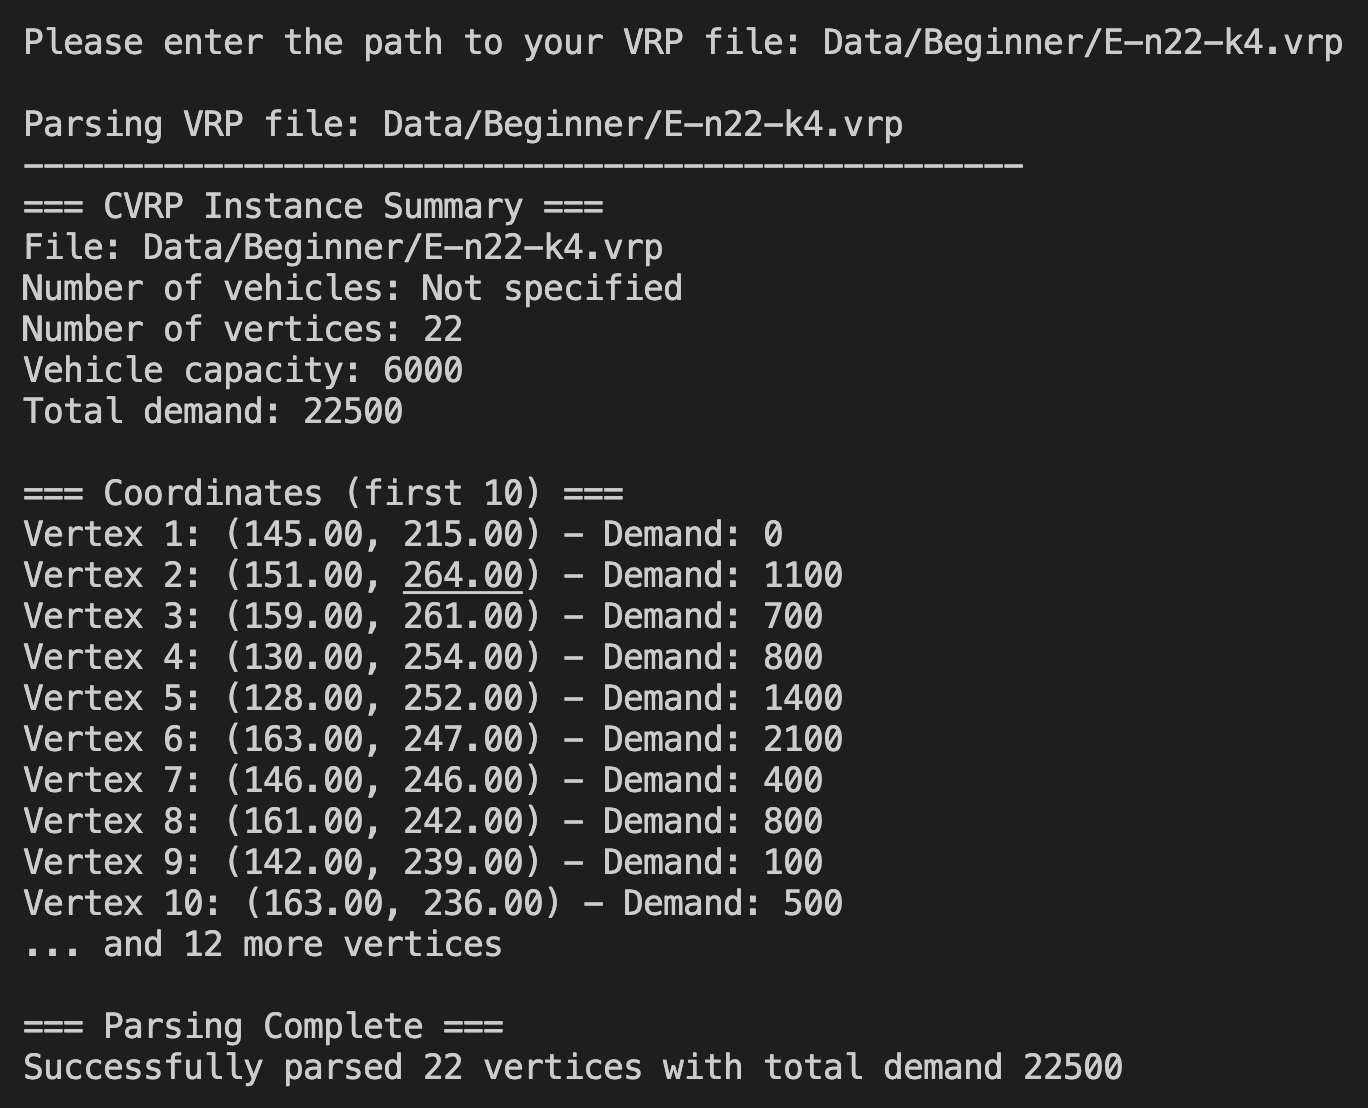 Please enter the path to your VRP file: Data/Beginner/E-n22-k4.vrp
Parsing VRP file: Data/Beginner/E-n22-k4.vrp
--------------------------------------------------
=== CVRP Instance Summary ===
File: Data/Beginner/E-n22-k4.vrp
Number of vehicles: Not specified
Number of vertices: 22
Vehicle capacity: 6000
Total demand: 22500
=== Coordinates (first 10) ===
Vertex 1: (145.00, 215.00) - Demand: 0
Vertex 2: (151.00, 264.00) - Demand: 1100
Vertex 3: (159.00, 261.00) - Demand: 700
Vertex 4: (130.00, 254.00) - Demand: 800
Vertex 5: (128.00, 252.00) - Demand: 1400
Vertex 6: (163.00, 247.00) - Demand: 2100
Vertex 7: (146.00, 246.00) - Demand: 400
Vertex 8: (161.00, 242.00) - Demand: 800
Vertex 9: (142.00, 239.00) - Demand: 100
Vertex 10: (163.00, 236.00) - Demand: 500
... and 12 more vertices
=== Parsing Complete ===
Successfully parsed 22 vertices with total demand 22500